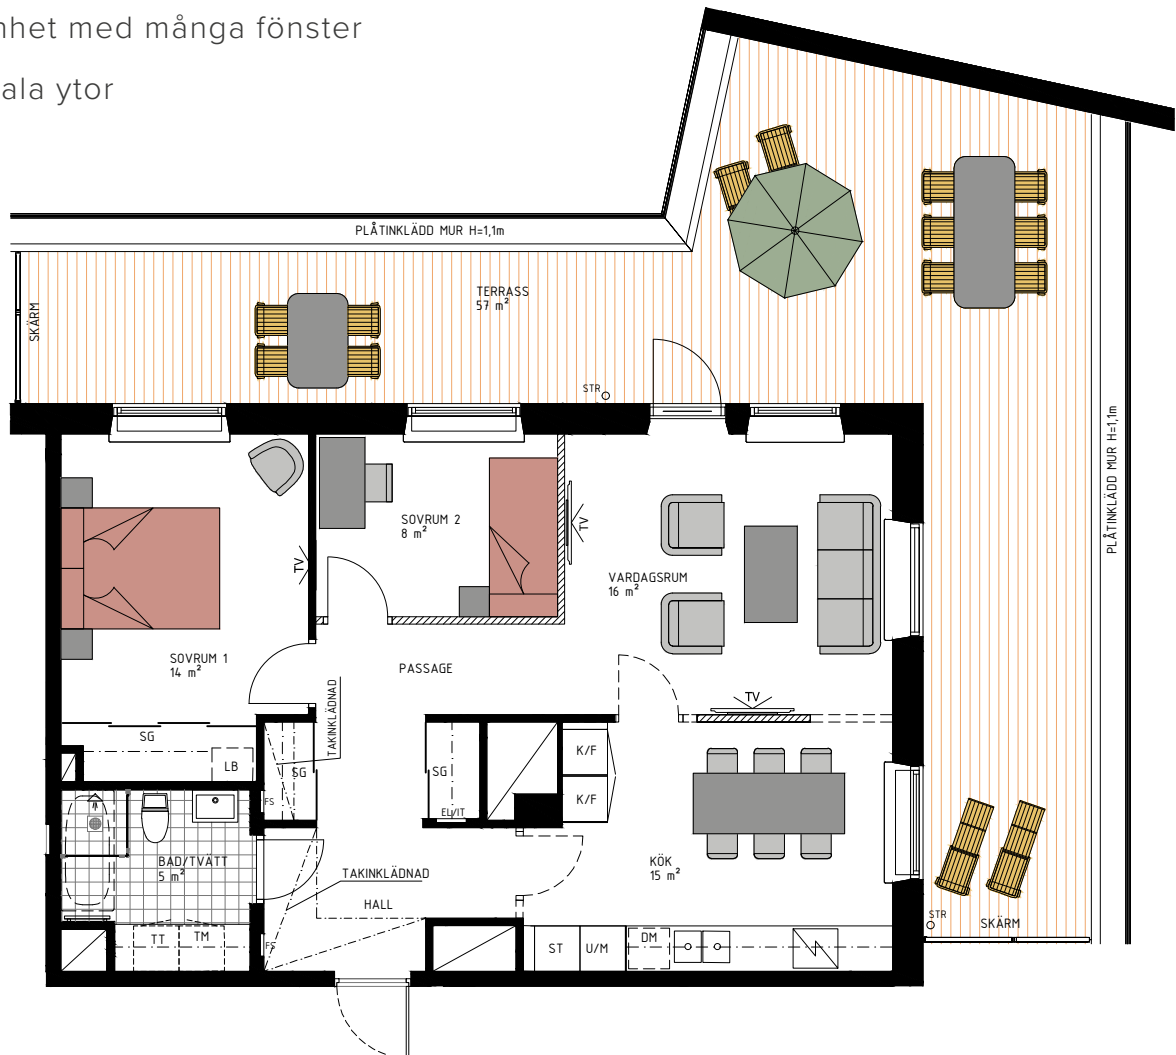 nhet med många fönster
ala ytor
PLÅTINKLÄDD MUR H=1,1m
TERRASS
57 m²
SKÄRM
STR
PLÅTINKLÄDD MUR H=1,1m
SOVRUM 2
8 m²
TV
TV
VARDAGSRUM
16 m²
SOVRUM 1
14 m²
PASSAGE
TAKINKLÄDNAD
TV
SG
LB
SG
SG
K/F
K/F
FS
EL/IT
BAD/TVÄTT
5 m²
TAKINKLÄDNAD
KÖK
15 m²
HALL
STR
SKÄRM
TT
TM
FS
ST
U/M
DM